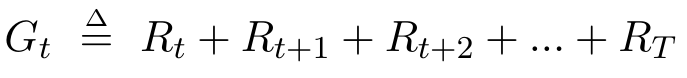 G_t ≜ R_t + R_{t+1} + R_{t+2} + ... + R_T